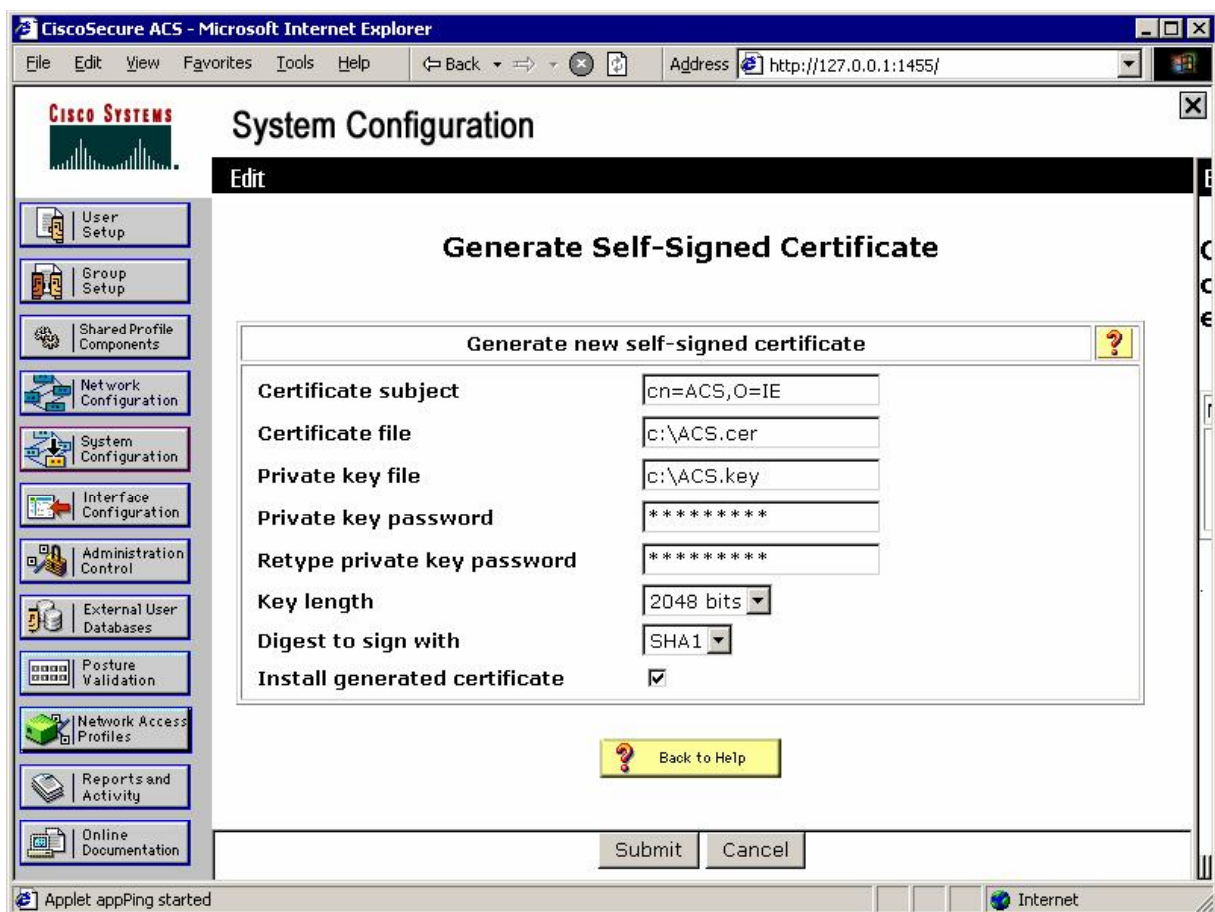 CiscoSecure ACS - Microsoft Internet Explorer
File Edit View Favorites Tools Help Back Address http://127.0.0.1:1455/
CISCO SYSTEMS
System Configuration
Edit
User
Setup
Group
Setup
Shared Profile
Components
Network
Configuration
System
Configuration
Interface
Configuration
Administration
Control
External User
Databases
Posture
Validation
Network Access
Profiles
Reports and
Activity
Online
Documentation
Generate Self-Signed Certificate
Generate new self-signed certificate ?
Certificate subject cn=ACS,O=IE
Certificate file c:\ACS.cer
Private key file c:\ACS.key
Private key password *********
Retype private key password *********
Key length 2048 bits
Digest to sign with SHA1
Install generated certificate
? Back to Help
Submit Cancel
Applet appPing started Internet